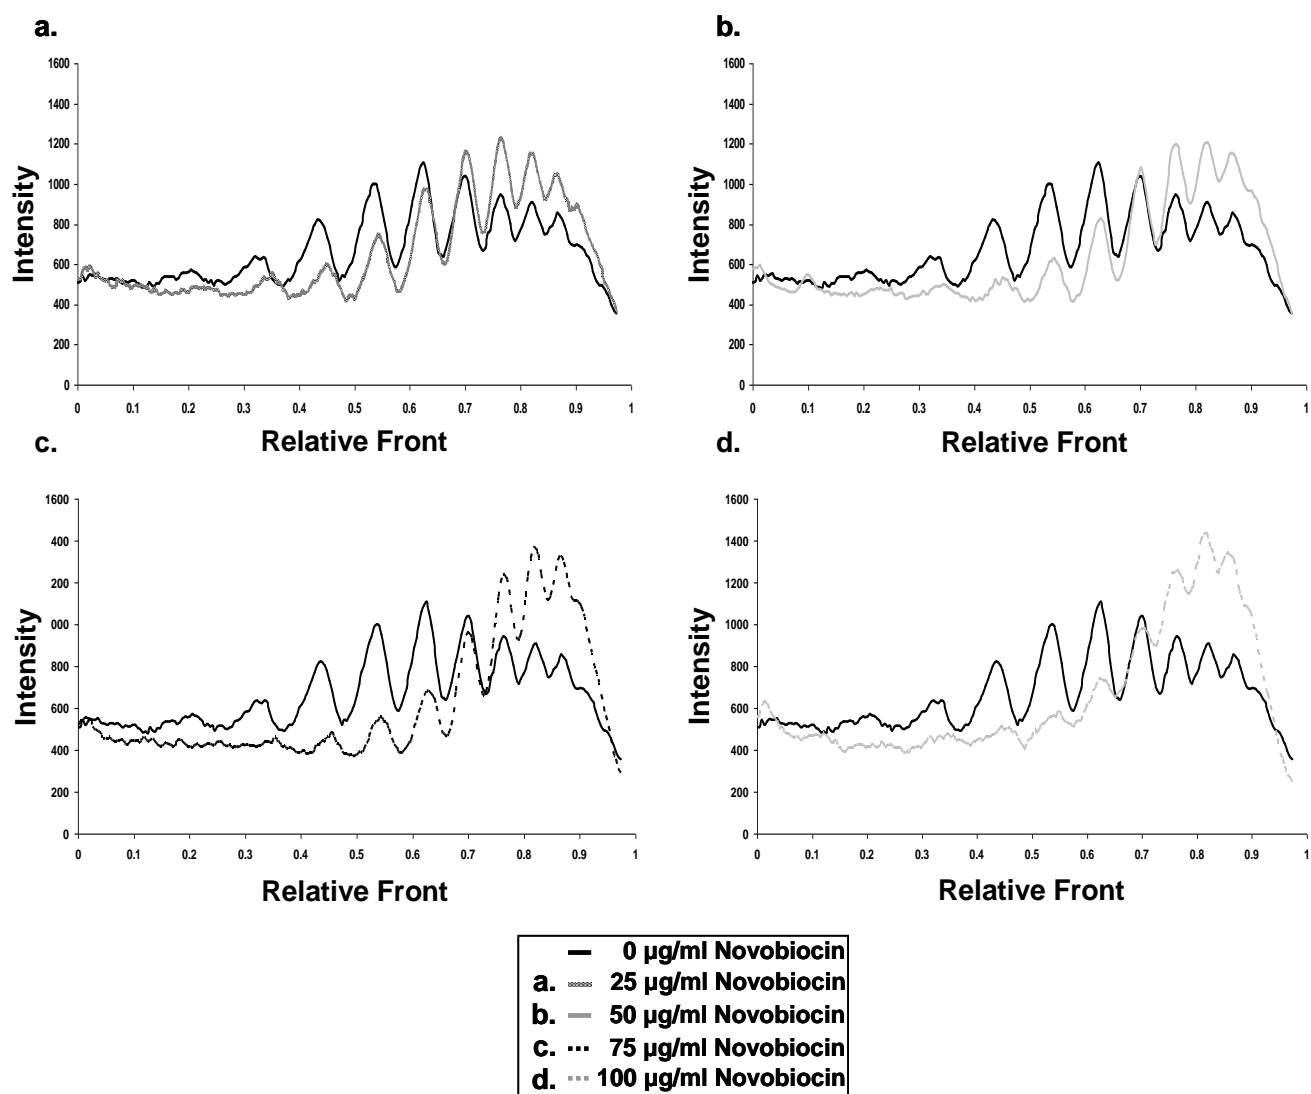 a.
b.
1600
1400
1200
1000
800
600
400
200
0
Intensity
0 0.1 0.2 0.3 0.4 0.5 0.6 0.7 0.8 0.9 1
Relative Front
1600
1400
1200
1000
800
600
400
200
0
Intensity
0 0.1 0.2 0.3 0.4 0.5 0.6 0.7 0.8 0.9 1
Relative Front
c.
d.
1600
1400
200
000
800
600
400
200
0
Intensity
0 0.1 0.2 0.3 0.4 0.5 0.6 0.7 0.8 0.9 1
Relative Front
1600
1400
1200
1000
800
600
400
200
0
Intensity
0 0.1 0.2 0.3 0.4 0.5 0.6 0.7 0.8 0.9 1
Relative Front
0 µg/ml Novobiocin
a. 25 µg/ml Novobiocin
b. 50 µg/ml Novobiocin
c. 75 µg/ml Novobiocin
d. 100 µg/ml Novobiocin